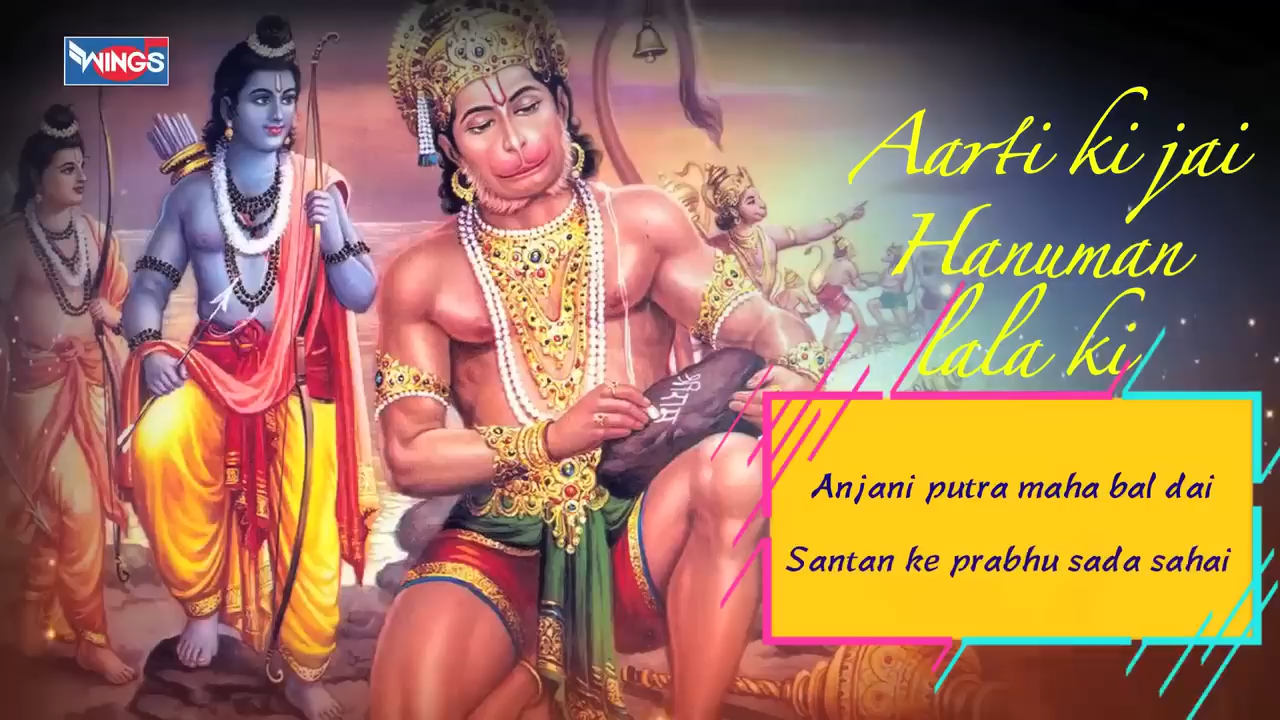 WINGS
Aarti ki jai
Hanuman
lala ki
श्रीराम
Anjani putra maha bal dai
Santan ke prabhu sada sahai